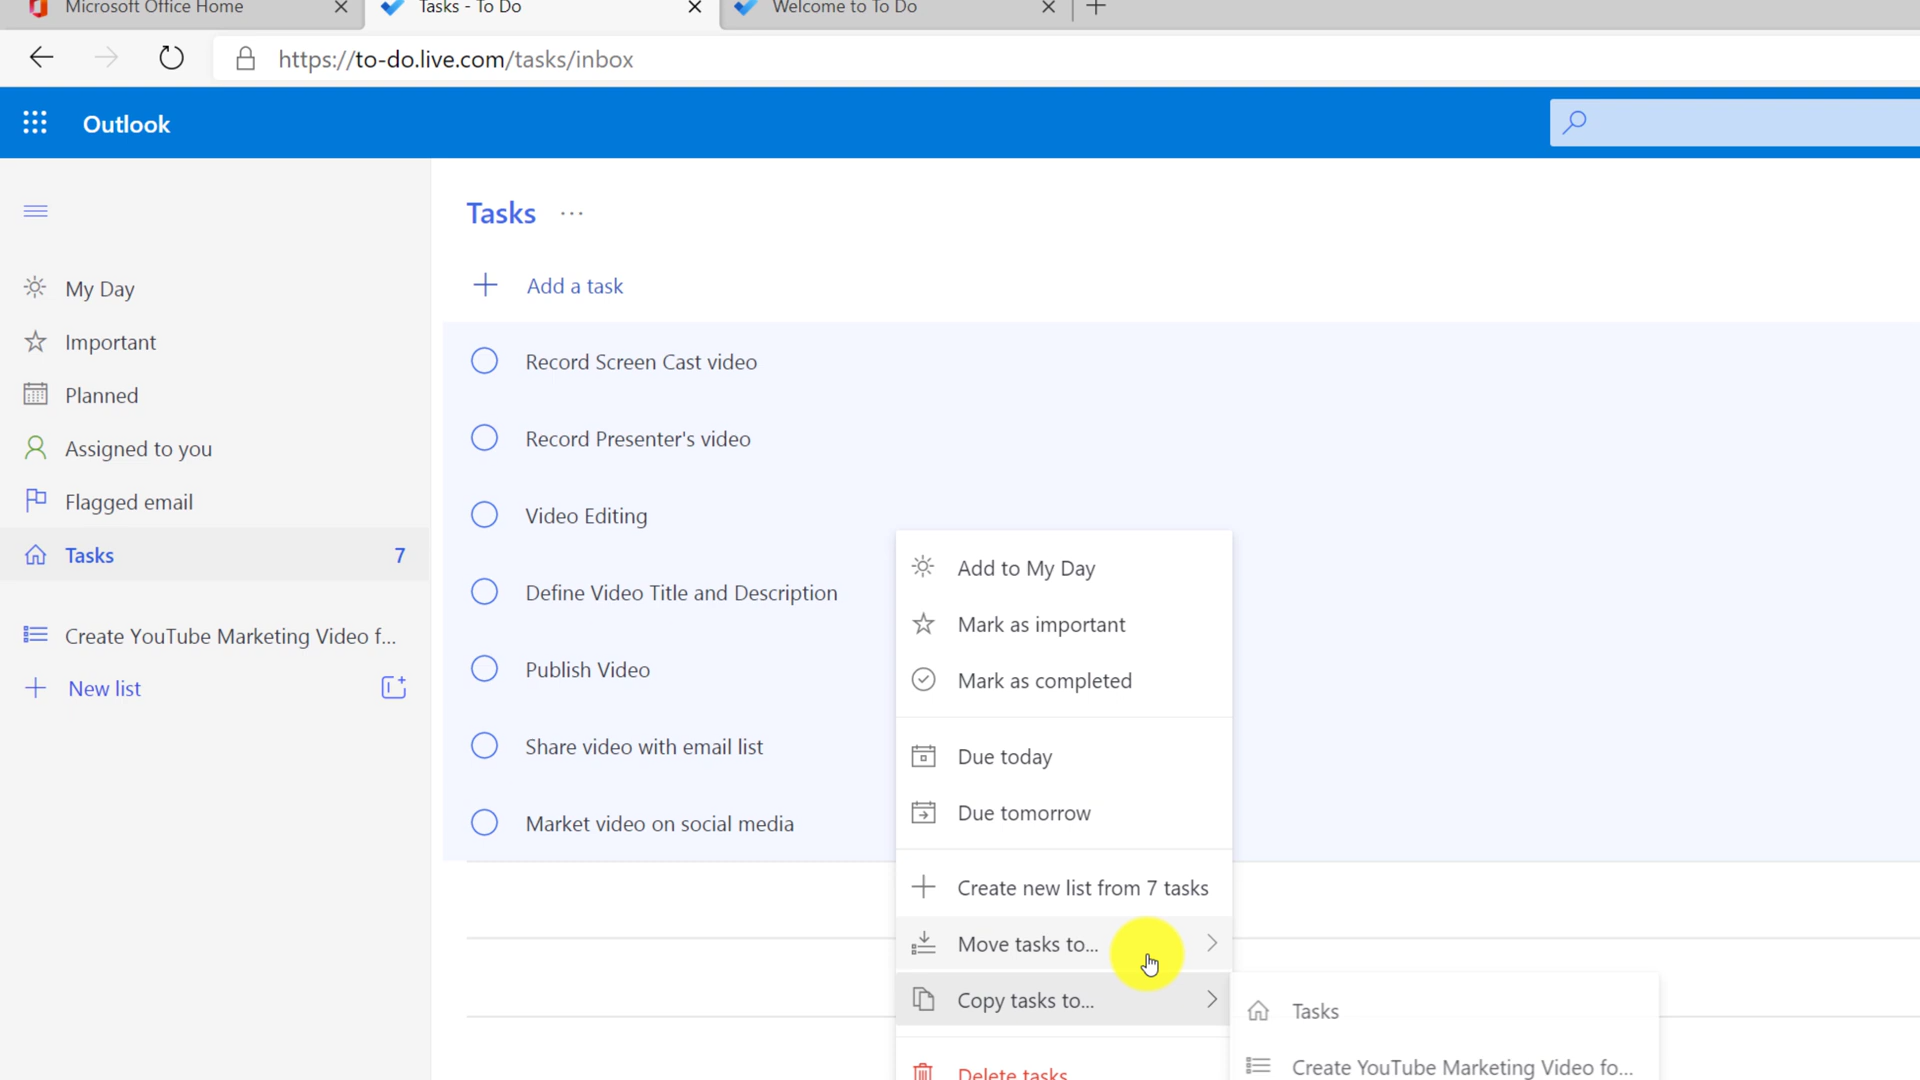 Microsoft Office Home
Tasks - To Do
Welcome to To Do
https://to-do.live.com/tasks/inbox
Outlook
Tasks ...
Add a task
My Day
Important
Planned
Assigned to you
Flagged email
Tasks 7
Create YouTube Marketing Video f...
New list
Record Screen Cast video
Record Presenter's video
Video Editing
Define Video Title and Description
Publish Video
Share video with email list
Market video on social media
Add to My Day
Mark as important
Mark as completed
Due today
Due tomorrow
Create new list from 7 tasks
Move tasks to...
Copy tasks to...
Delete tasks
Tasks
Create YouTube Marketing Video fo...